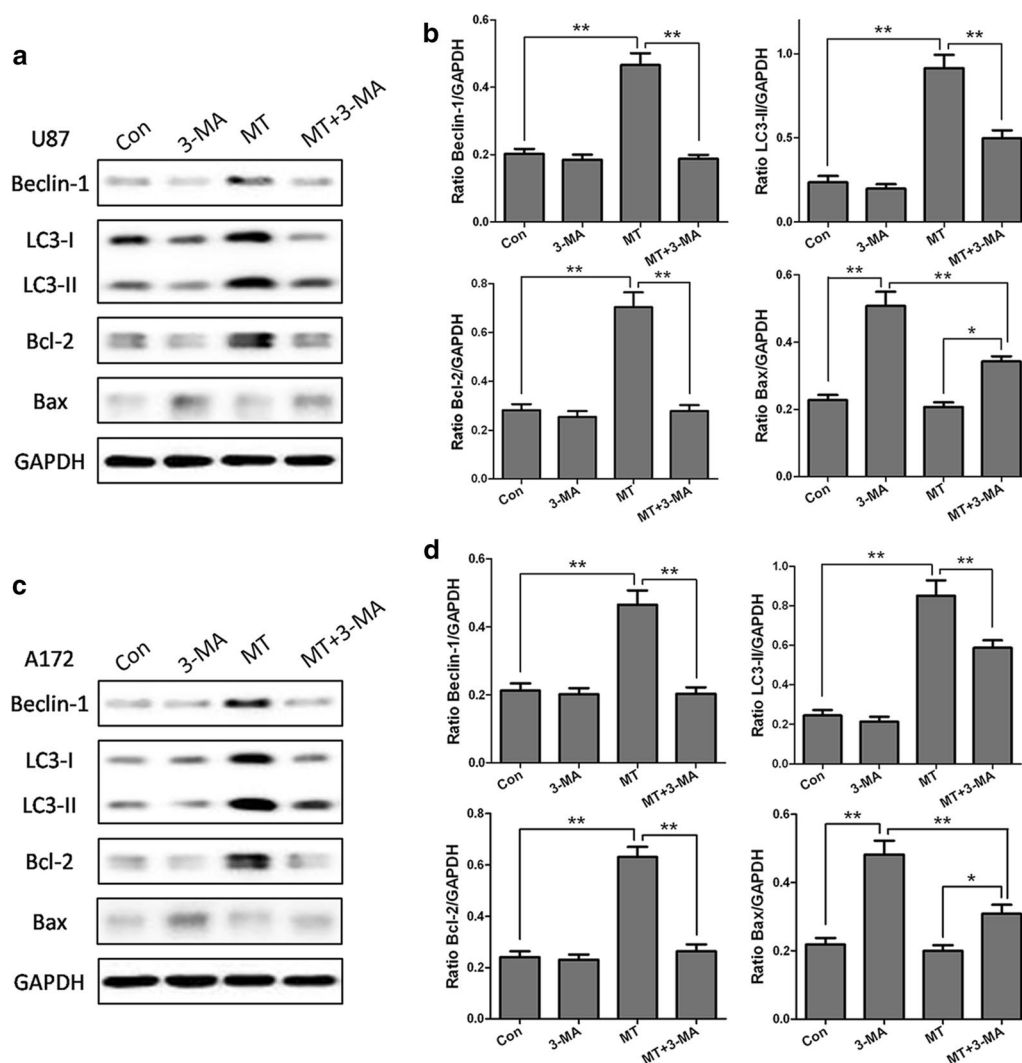 a
Con 3-MA MT MT+3-MA
U87
Beclin-1
LC3-I
LC3-II
Bcl-2
Bax
GAPDH
b
Ratio Beclin-1/GAPDH
0.6
0.4
0.2
0.0
** **
Con 3-MA MT MT+3-MA
Ratio LC3-II/GAPDH
1.0
0.5
0.2
0.0
** **
Con 3-MA MT MT+3-MA
Ratio Bcl-2/GAPDH
0.8
0.6
0.4
0.2
0.0
** **
Con 3-MA MT MT+3-MA
Ratio Bax/GAPDH
0.6
0.4
0.2
0.0
** **
*
Con 3-MA MT MT+3-MA
c
Con 3-MA MT MT+3-MA
A172
Beclin-1
LC3-I
LC3-II
Bcl-2
Bax
GAPDH
d
Ratio Beclin-1/GAPDH
0.6
0.4
0.2
0.0
** **
Con 3-MA MT MT+3-MA
Ratio LC3-II/GAPDH
1.0
0.8
0.6
0.4
0.2
0.0
** **
Con 3-MA MT MT+3-MA
Ratio Bcl-2/GAPDH
0.8
0.6
0.4
0.2
0.0
** **
Con 3-MA MT MT+3-MA
Ratio Bax/GAPDH
0.6
0.4
0.2
0.0
** **
*
Con 3-MA MT MT+3-MA